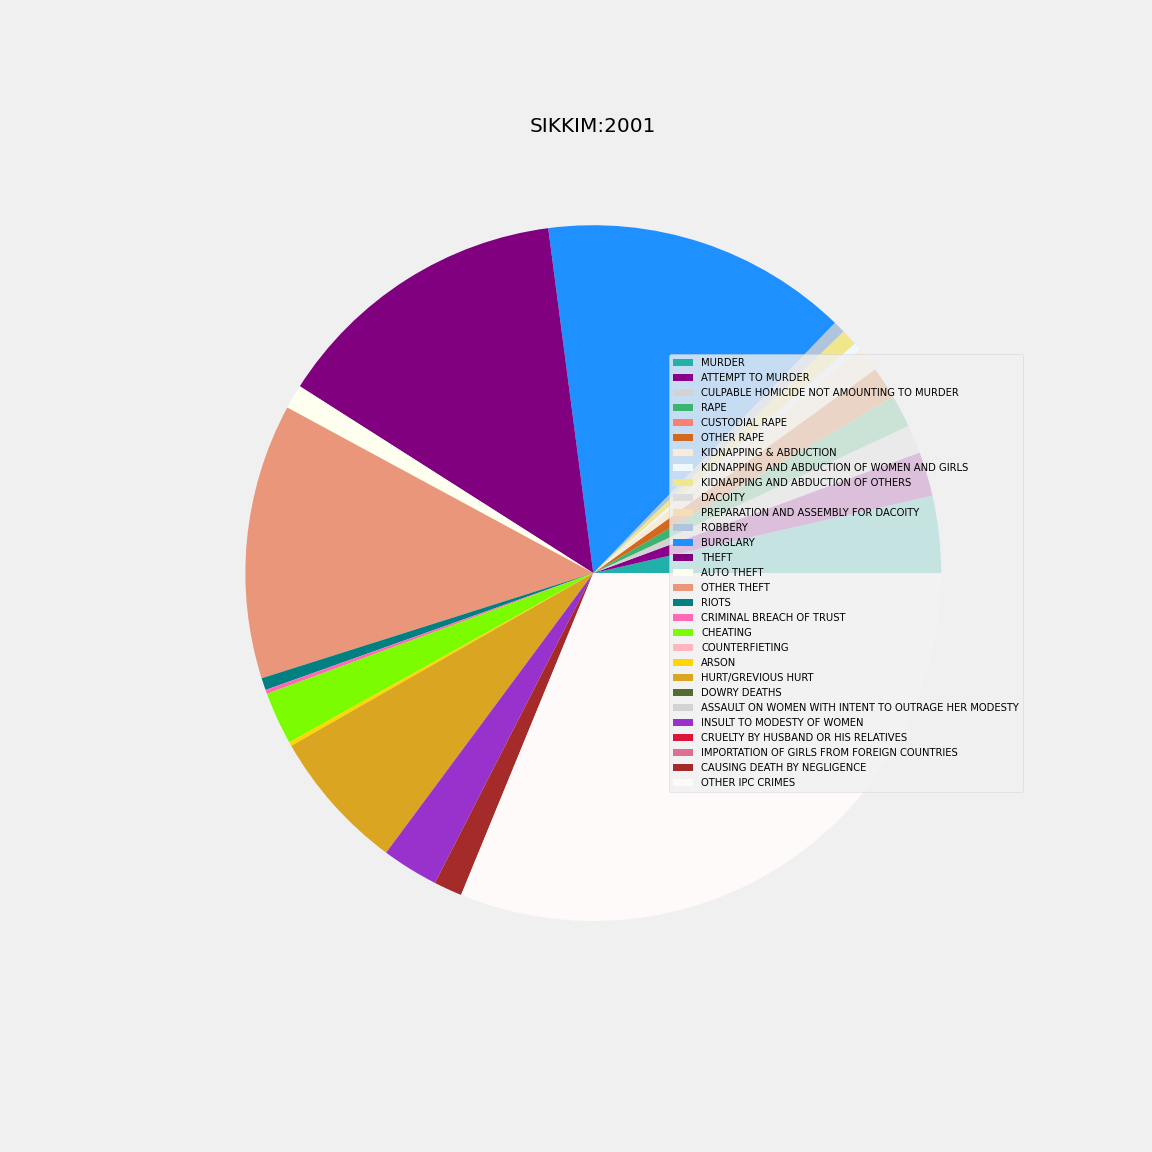 SIKKIM:2001
MURDER
ATTEMPT TO MURDER
CULPABLE HOMICIDE NOT AMOUNTING TO MURDER
RAPE
CUSTODIAL RAPE
OTHER RAPE
KIDNAPPING & ABDUCTION
KIDNAPPING AND ABDUCTION OF WOMEN AND GIRLS
KIDNAPPING AND ABDUCTION OF OTHERS
DACOITY
PREPARATION AND ASSEMBLY FOR DACOITY
ROBBERY
BURGLARY
THEFT
AUTO THEFT
OTHER THEFT
RIOTS
CRIMINAL BREACH OF TRUST
CHEATING
COUNTERFIETING
ARSON
HURT/GREVIOUS HURT
DOWRY DEATHS
ASSAULT ON WOMEN WITH INTENT TO OUTRAGE HER MODESTY
INSULT TO MODESTY OF WOMEN
CRUELTY BY HUSBAND OR HIS RELATIVES
IMPORTATION OF GIRLS FROM FOREIGN COUNTRIES
CAUSING DEATH BY NEGLIGENCE
OTHER IPC CRIMES